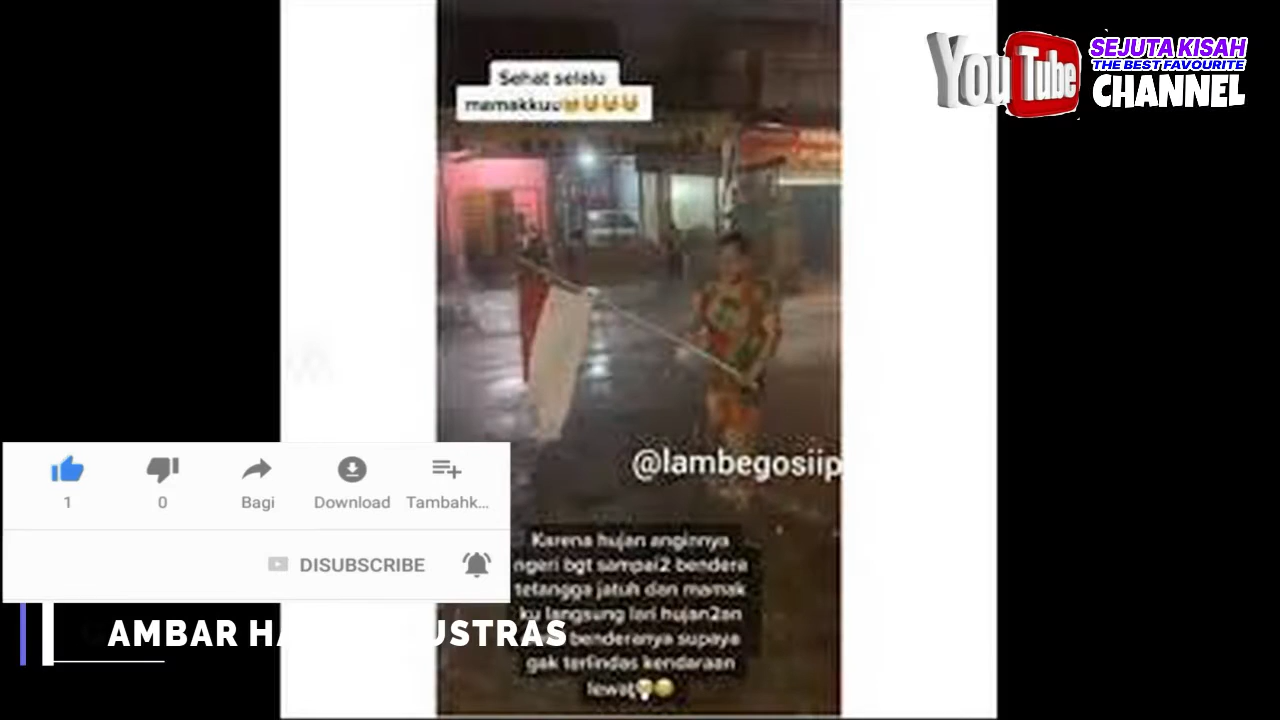 Sehat selalu
mamakkuu
YouTube
SEJUTA KISAH
THE BEST FAVOURITE
CHANNEL
@lambegosiip
1
0
Bagi
Download
Tambahk...
DISUBSCRIBE
Karena hujan anginnya
ngeri bgt sampai2 bendera
tetangga jatuh dan mamak
ku langsung lari hujan2an
benderanya supaya
gak terlindas kendaraan
lewat
AMBAR HA USTRAS